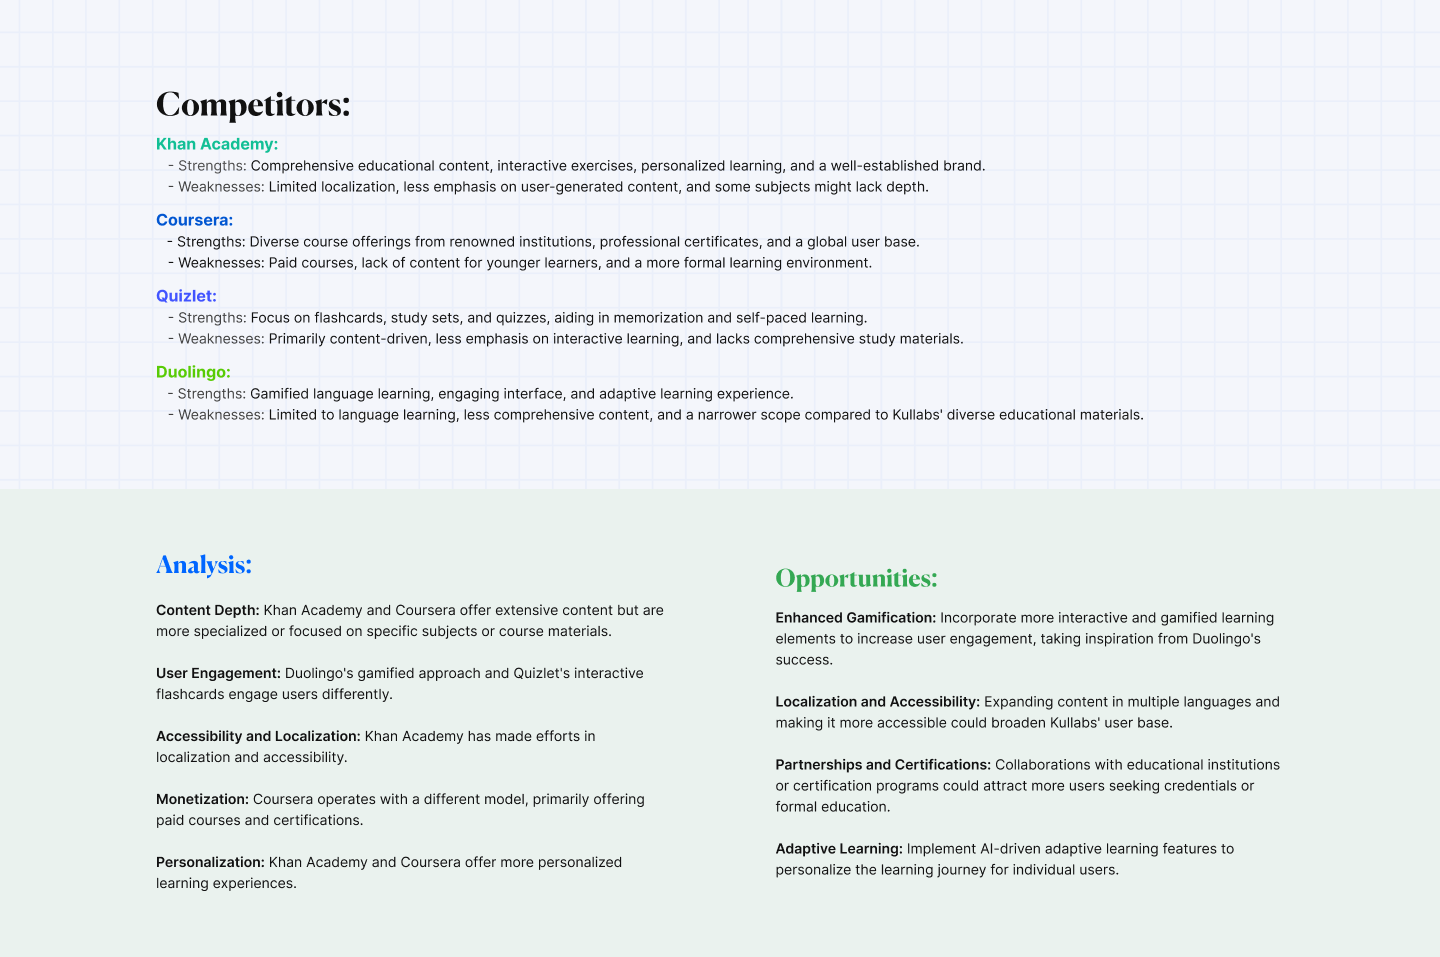 Competitors:
Khan Academy:
- Strengths: Comprehensive educational content, interactive exercises, personalized learning, and a well-established brand.
- Weaknesses: Limited localization, less emphasis on user-generated content, and some subjects might lack depth.
Coursera:
- Strengths: Diverse course offerings from renowned institutions, professional certificates, and a global user base.
- Weaknesses: Paid courses, lack of content for younger learners, and a more formal learning environment.
Quizlet:
- Strengths: Focus on flashcards, study sets, and quizzes, aiding in memorization and self-paced learning.
- Weaknesses: Primarily content-driven, less emphasis on interactive learning, and lacks comprehensive study materials.
Duolingo:
- Strengths: Gamified language learning, engaging interface, and adaptive learning experience.
- Weaknesses: Limited to language learning, less comprehensive content, and a narrower scope compared to Kullabs' diverse educational materials.
Analysis:
Content Depth: Khan Academy and Coursera offer extensive content but are
more specialized or focused on specific subjects or course materials.
User Engagement: Duolingo's gamified approach and Quizlet's interactive
flashcards engage users differently.
Accessibility and Localization: Khan Academy has made efforts in
localization and accessibility.
Monetization: Coursera operates with a different model, primarily offering
paid courses and certifications.
Personalization: Khan Academy and Coursera offer more personalized
learning experiences.
Opportunities:
Enhanced Gamification: Incorporate more interactive and gamified learning
elements to increase user engagement, taking inspiration from Duolingo's
success.
Localization and Accessibility: Expanding content in multiple languages and
making it more accessible could broaden Kullabs' user base.
Partnerships and Certifications: Collaborations with educational institutions
or certification programs could attract more users seeking credentials or
formal education.
Adaptive Learning: Implement AI-driven adaptive learning features to
personalize the learning journey for individual users.